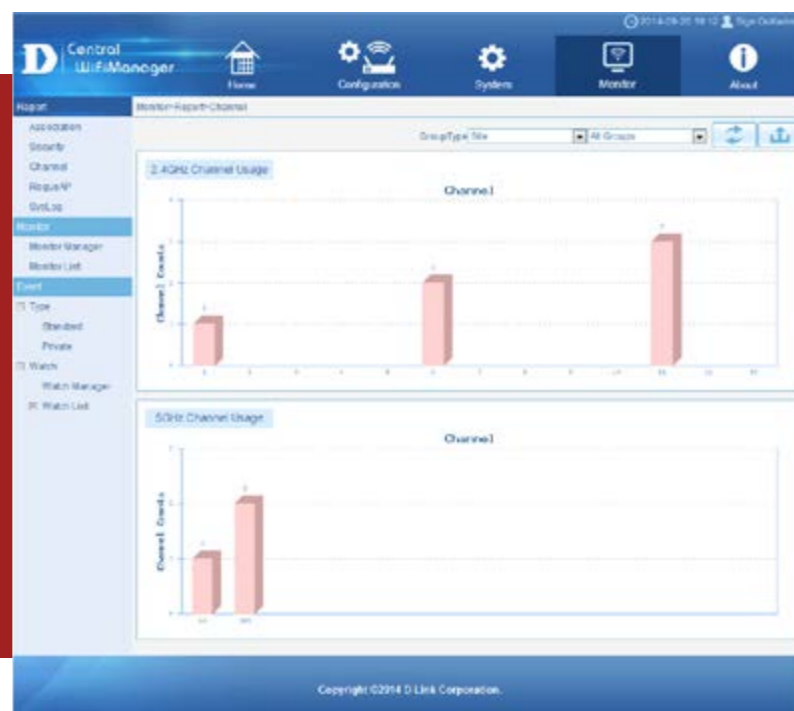 Central
WiFiManager
Home
Configuration
System
Monitor
About
Report
Monitor>Report>Channel
Association
Security
Channel
Rogue AP
SysLog
GroupType Site
All Groups
2.4GHz Channel Usage
Channel
Channel Counts
Monitor
Monitor Manager
Monitor List
Event
Type
Standard
Private
Watch
Watch Manager
Watch List
5GHz Channel Usage
Channel
Channel Counts
Copyright ©2014 D-Link Corporation.